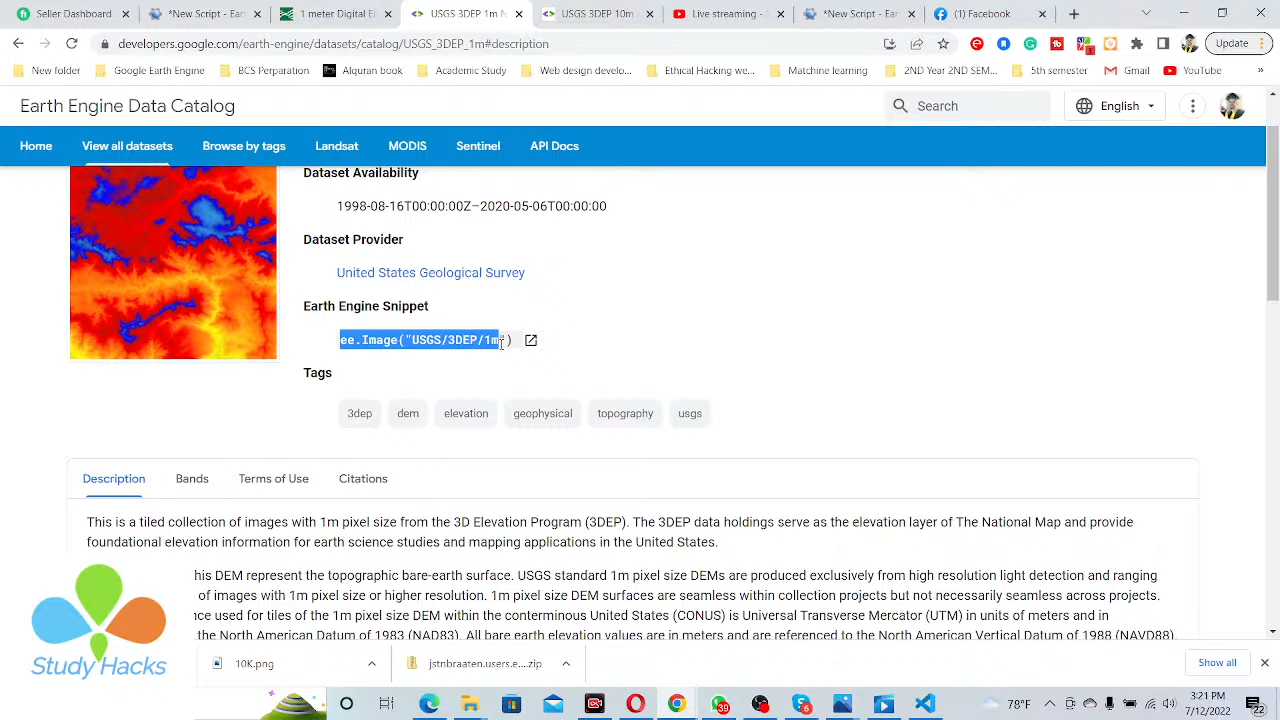 Seller Dashboard
*New Script - Earth
1 meter Digital El
USGS 3DEP 1m N
USGS 3DEP 10m
Live streaming -
*New Script - Earth
(1) Facebook
developers.google.com/earth-engine/datasets/catalog/USGS_3DEP_1m#description
Update
New folder
Google Earth Engine
BCS Perparation
Alquran book
Academic Study
Web design develo...
Ethical Hacking we...
Matchine learning
2ND Year 2ND SEM...
5th semester
Gmail
YouTube
»
Earth Engine Data Catalog
Search
English
Home
View all datasets
Browse by tags
Landsat
MODIS
Sentinel
API Docs
Dataset Availability
1998-08-16T00:00:00Z–2020-05-06T00:00:00
Dataset Provider
United States Geological Survey
Earth Engine Snippet
ee.Image("USGS/3DEP/1m")
Tags
3dep
dem
elevation
geophysical
topography
usgs
Description
Bands
Terms of Use
Citations
This is a tiled collection of images with 1m pixel size from the 3D Elevation Program (3DEP). The 3DEP data holdings serve as the elevation layer of The National Map and provide
foundational elevation information for earth science studies and mapping applications in the United States.
his DEM represent the topographic bare-earth surface. USGS standard 1m pixel size DEMs are produced exclusively from high resolution light detection and ranging
of images with 1m pixel size or higher resolution. 1m pixel size DEM surfaces are seamless within collection projects but not necessarily seamless across projects.
nce used for tiles of the 1m pixel size DEM within the conterminous United States (CONUS) is Universal Transverse Mercator (UTM) in units of meters and in
the North American Datum of 1983 (NAD83). All bare earth elevation values are in meters and are referenced to the North American Vertical Datum of 1988 (NAVD88).
Study Hacks
10K.png
jstnbraaten.users.e....zip
Show all
39
6
3:21 PM
7/12/2022
22